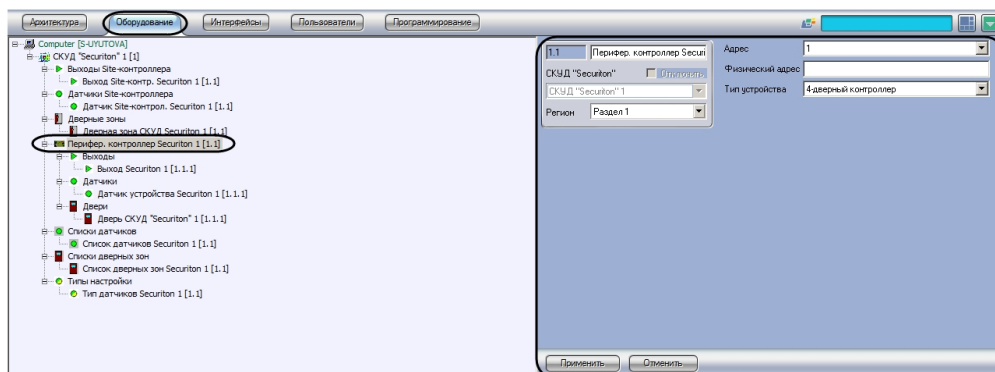 Архитектура Оборудование Интерфейсы Пользователи Программирование
Computer [S-UYUTOVA]
СКУД "Securiton" 1 [1]
Выходы Site-контроллера
Выход Site-контр. Securiton 1 [1.1]
Датчики Site-контроллера
Датчик Site-контрол. Securiton 1 [1.1]
Дверные зоны
Дверная зона СКУД Securiton 1 [1.1]
Перифер. контроллер Securiton 1 [1.1]
Выходы
Выход Securiton 1 [1.1.1]
Датчики
Датчик устройства Securiton 1 [1.1.1]
Двери
Дверь СКУД "Securiton" 1 [1.1.1]
Списки датчиков
Список датчиков Securiton 1 [1.1]
Списки дверных зон
Список дверных зон Securiton 1 [1.1]
Типы настройки
Тип датчиков Securiton 1 [1.1]
1.1 Перифер. контроллер Securi
СКУД "Securiton" Отключить
СКУД "Securiton" 1
Регион Раздел 1
Адрес 1
Физический адрес
Тип устройства 4-дверный контроллер
Применить Отменить